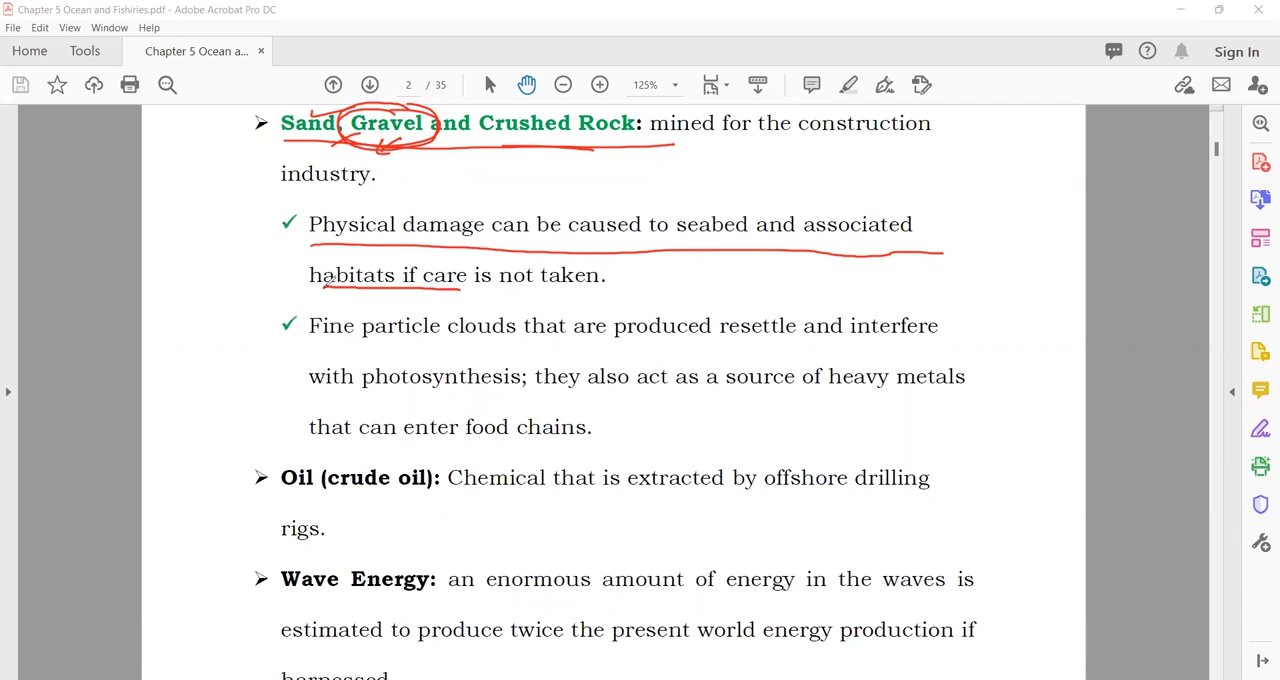 Chapter 5 Ocean and Fishiries.pdf - Adobe Acrobat Pro DC
File Edit View Window Help
Home Tools Chapter 5 Ocean a... × Sign In
2 / 35 125%
➤ Sand, Gravel and Crushed Rock: mined for the construction
industry.
✓ Physical damage can be caused to seabed and associated
habitats if care is not taken.
✓ Fine particle clouds that are produced resettle and interfere
with photosynthesis; they also act as a source of heavy metals
that can enter food chains.
➤ Oil (crude oil): Chemical that is extracted by offshore drilling
rigs.
➤ Wave Energy: an enormous amount of energy in the waves is
estimated to produce twice the present world energy production if
harnessed